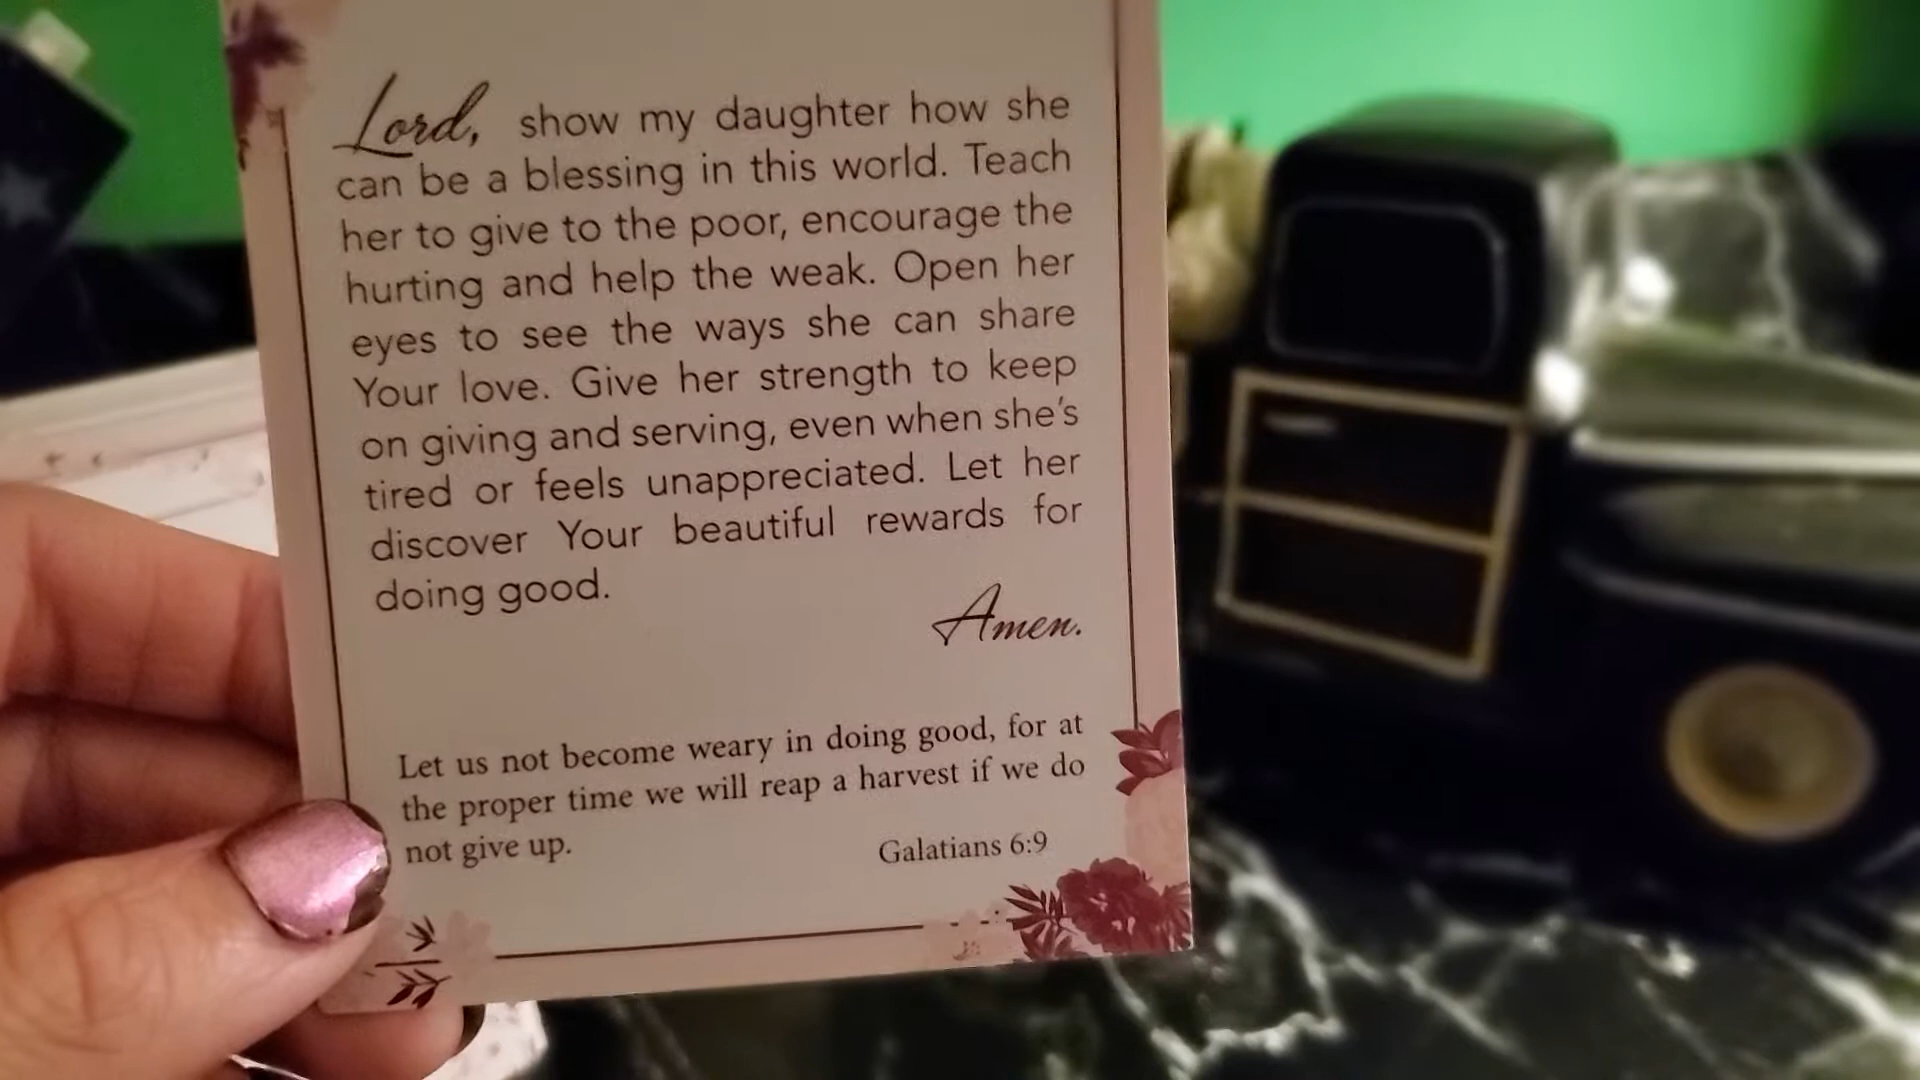 Lord, show my daughter how she
can be a blessing in this world. Teach
her to give to the poor, encourage the
hurting and help the weak. Open her
eyes to see the ways she can share
Your love. Give her strength to keep
on giving and serving, even when she's
tired or feels unappreciated. Let her
discover Your beautiful rewards for
doing good.
Amen.
Let us not become weary in doing good, for at
the proper time we will reap a harvest if we do
not give up.
Galatians 6:9